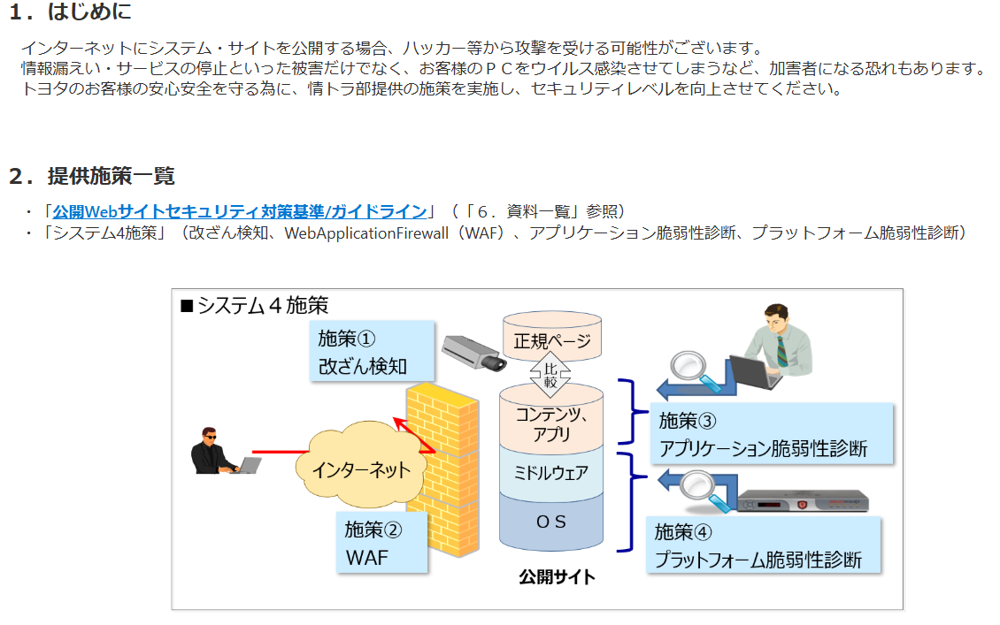 1．はじめに
インターネットにシステム・サイトを公開する場合、ハッカー等から攻撃を受ける可能性がございます。
情報漏えい・サービスの停止といった被害だけでなく、お客様のＰＣをウイルス感染させてしまうなど、加害者になる恐れもあります。
トヨタのお客様の安心安全を守る為に、情トラ部提供の施策を実施し、セキュリティレベルを向上させてください。
2．提供施策一覧
・「公開Webサイトセキュリティ対策基準/ガイドライン」（「６．資料一覧」参照）
・「システム4施策」（改ざん検知、WebApplicationFirewall（WAF）、アプリケーション脆弱性診断、プラットフォーム脆弱性診断）
■システム４施策
施策①
改ざん検知
正規ページ
比
較
コンテンツ、
アプリ
施策③
アプリケーション脆弱性診断
インターネット
ミドルウェア
ＯＳ
施策②
WAF
施策④
プラットフォーム脆弱性診断
公開サイト